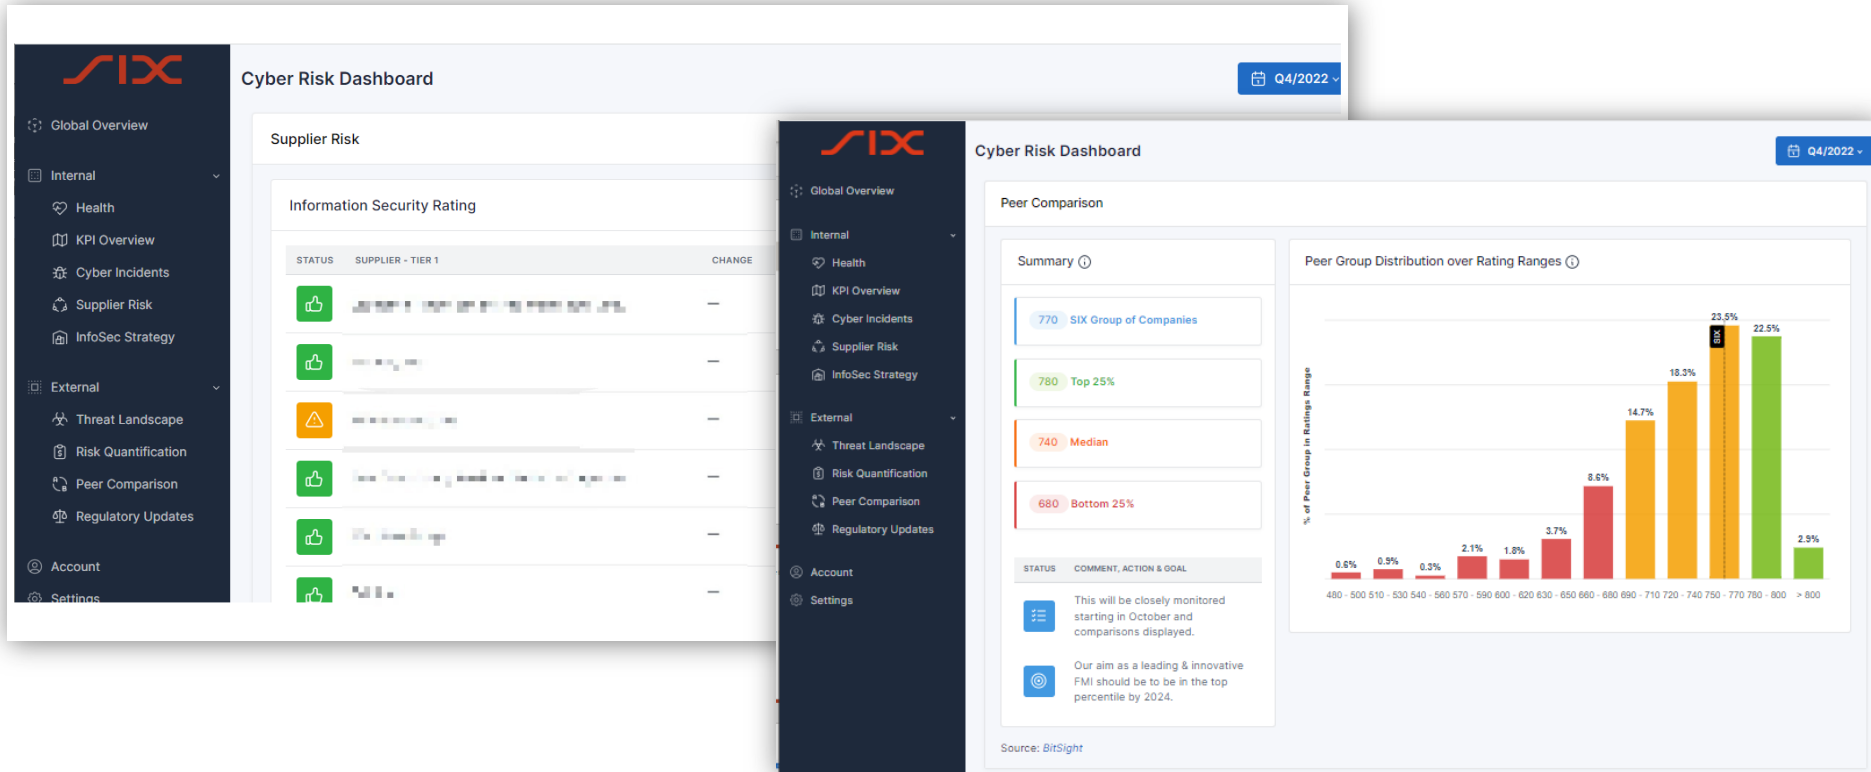 SIX
Cyber Risk Dashboard
Q4/2022
Global Overview
Internal
Health
KPI Overview
Cyber Incidents
Supplier Risk
InfoSec Strategy
External
Threat Landscape
Risk Quantification
Peer Comparison
Regulatory Updates
Account
Settings
Supplier Risk
Information Security Rating
STATUS SUPPLIER - TIER 1 CHANGE
SIX
Cyber Risk Dashboard
Q4/2022
Global Overview
Internal
Health
KPI Overview
Cyber Incidents
Supplier Risk
InfoSec Strategy
External
Threat Landscape
Risk Quantification
Peer Comparison
Regulatory Updates
Account
Settings
Peer Comparison
Summary
770 SIX Group of Companies
780 Top 25%
740 Median
680 Bottom 25%
STATUS COMMENT, ACTION & GOAL
This will be closely monitored
starting in October and
comparisons displayed.
Our aim as a leading & innovative
FMI should be to be in the top
percentile by 2024.
Source: BitSight
Peer Group Distribution over Rating Ranges
% of Peer Group in Ratings Range
0.6% 0.9% 0.3% 2.1% 1.8% 3.7% 8.6% 14.7% 18.3% 23.5% 22.5% 2.9%
SIX
480 - 500 510 - 530 540 - 560 570 - 590 600 - 620 630 - 650 660 - 680 690 - 710 720 - 740 750 - 770 780 - 800 > 800